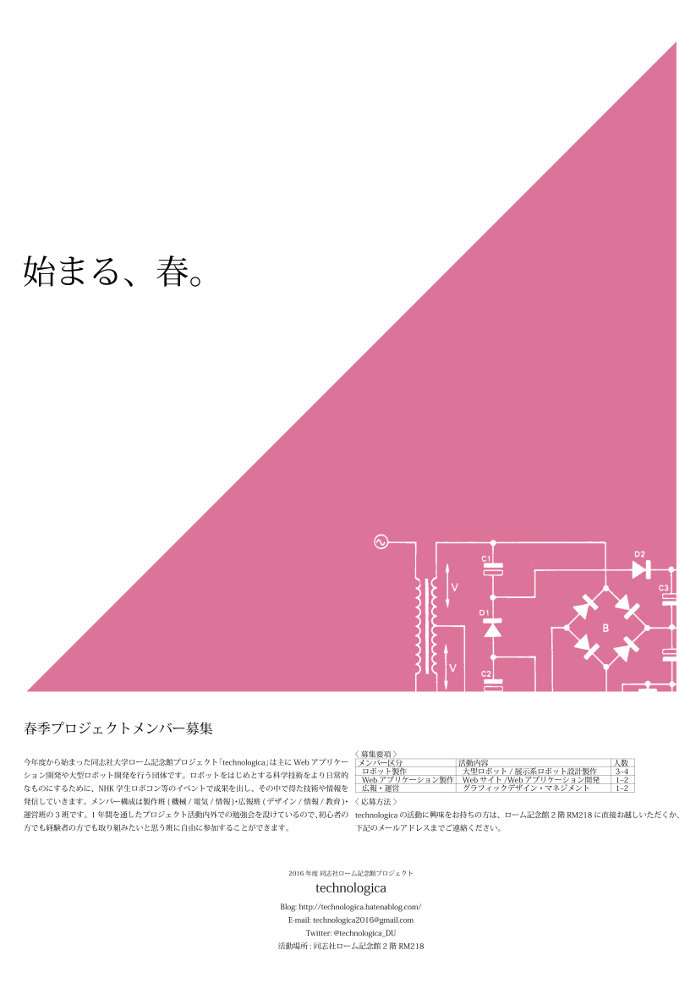 始まる、春。
C1
D2
V
C3
D1
B
V
C2
春季プロジェクトメンバー募集
今年度から始まった同志社大学ローム記念館プロジェクト「technologica」は主に Web アプリケー
ション開発や大型ロボット開発を行う団体です。ロボットをはじめとする科学技術をより日常的
なものにするために、NHK 学生ロボコン等のイベントで成果を出し、その中で得た技術や情報を
発信していきます。メンバー構成は製作班 ( 機械 / 電気 / 情報 )・広報班 ( デザイン / 情報 / 教育 )・
運営班の 3 班です。1 年間を通したプロジェクト活動内外での勉強会を設けているので、初心者の
方でも経験者の方でも取り組みたいと思う班に自由に参加することができます。
〈 募集要項 〉
メンバー区分 活動内容 人数
ロボット製作 大型ロボット / 展示系ロボット設計製作 3–4
Web アプリケーション製作 Web サイト /Web アプリケーション開発 1–2
広報・運営 グラフィックデザイン・マネジメント 1–2
〈 応募方法 〉
technologica の活動に興味をお持ちの方は、ローム記念館 2 階 RM218 に直接お越しいただくか、
下記のメールアドレスまでご連絡ください。
2016 年度 同志社ローム記念館プロジェクト
technologica
Blog: http://technologica.hatenablog.com/
E-mail: technologica2016@gmail.com
Twitter: @technologica_DU
活動場所 : 同志社ローム記念館 2 階 RM218